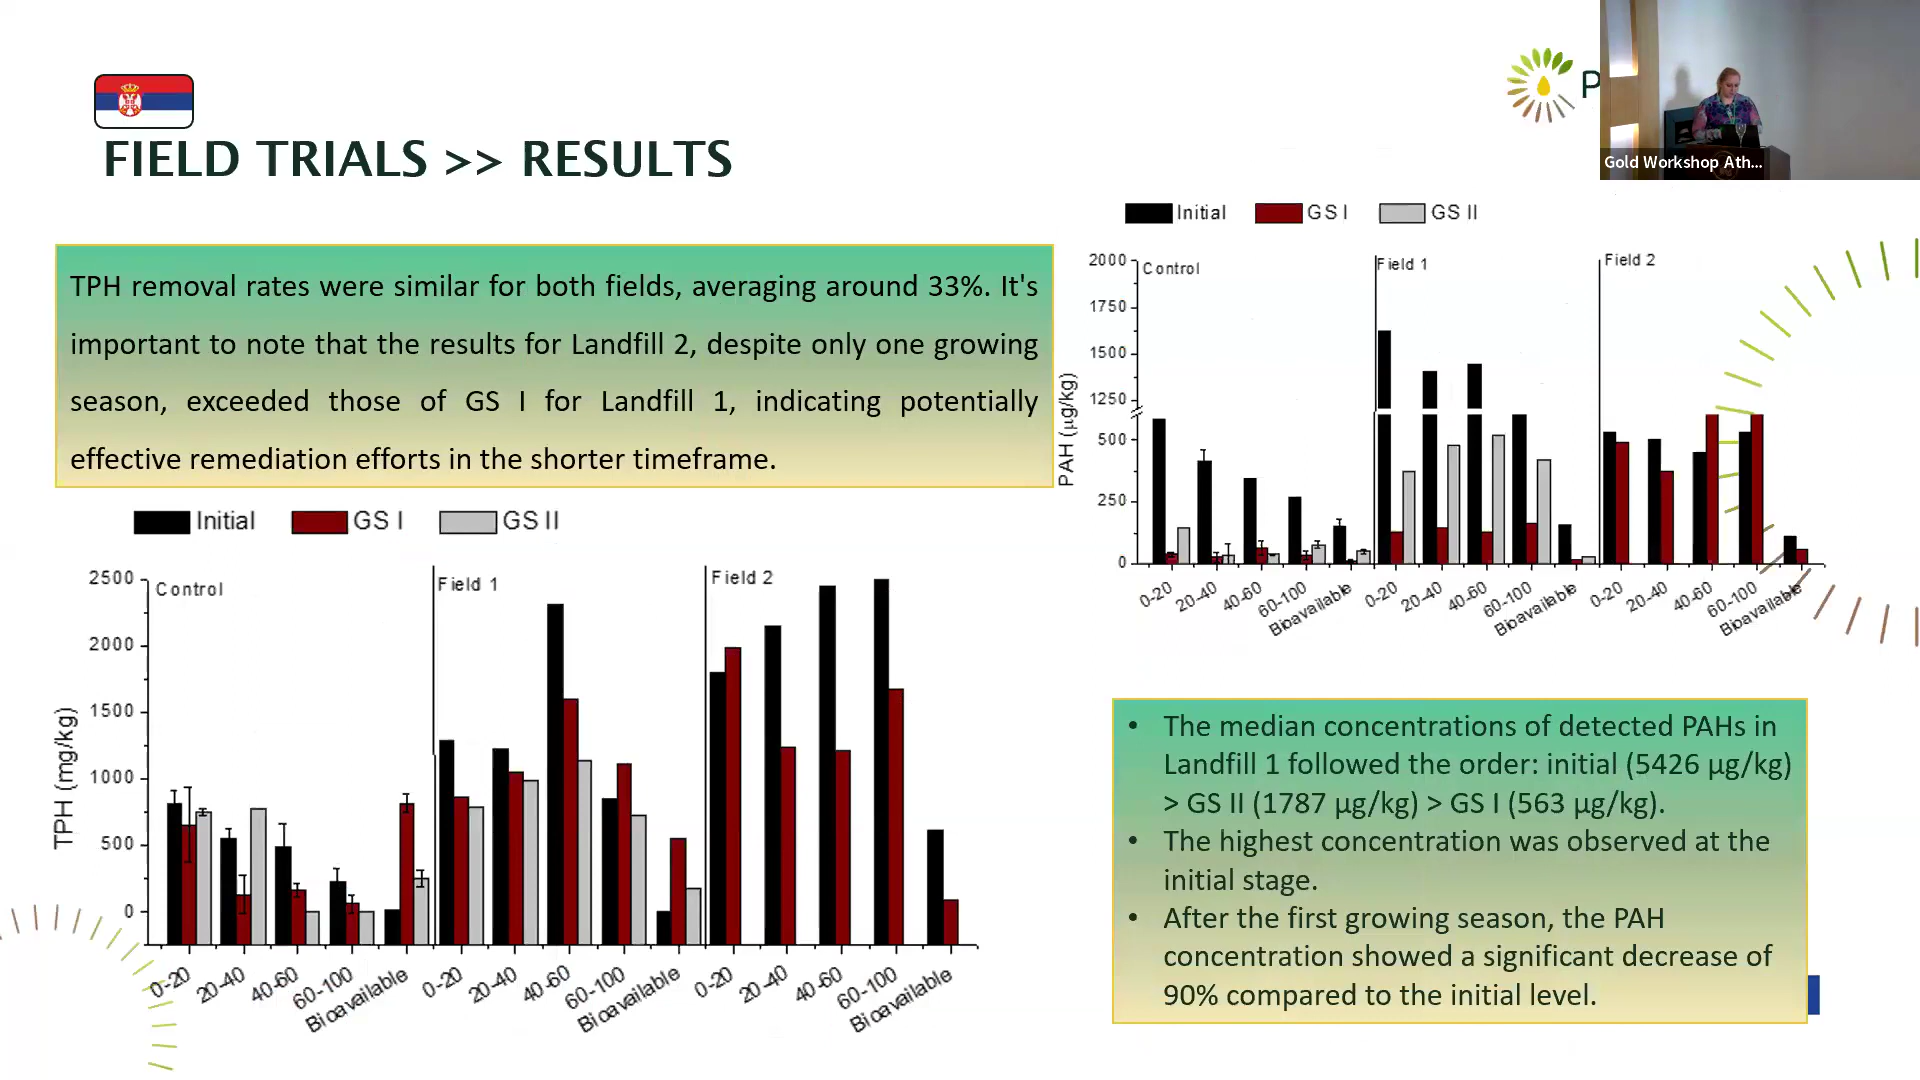 P
Gold Workshop Ath...
FIELD TRIALS >> RESULTS
TPH removal rates were similar for both fields, averaging around 33%. It's
important to note that the results for Landfill 2, despite only one growing
season, exceeded those of GS I for Landfill 1, indicating potentially
effective remediation efforts in the shorter timeframe.
Initial GS I GS II
2000
1750
1500
1250
500
250
0
PAH (µg/kg)
Control Field 1 Field 2
0-20 20-40 40-60 60-100 Bioavailable 0-20 20-40 40-60 60-100 Bioavailable 0-20 20-40 40-60 60-100 Bioavailable
Initial GS I GS II
2500
2000
1500
1000
500
0
TPH (mg/kg)
Control Field 1 Field 2
0-20 20-40 40-60 60-100 Bioavailable 0-20 20-40 40-60 60-100 Bioavailable 0-20 20-40 40-60 60-100 Bioavailable
• The median concentrations of detected PAHs in
Landfill 1 followed the order: initial (5426 µg/kg)
> GS II (1787 µg/kg) > GS I (563 µg/kg).
• The highest concentration was observed at the
initial stage.
• After the first growing season, the PAH
concentration showed a significant decrease of
90% compared to the initial level.